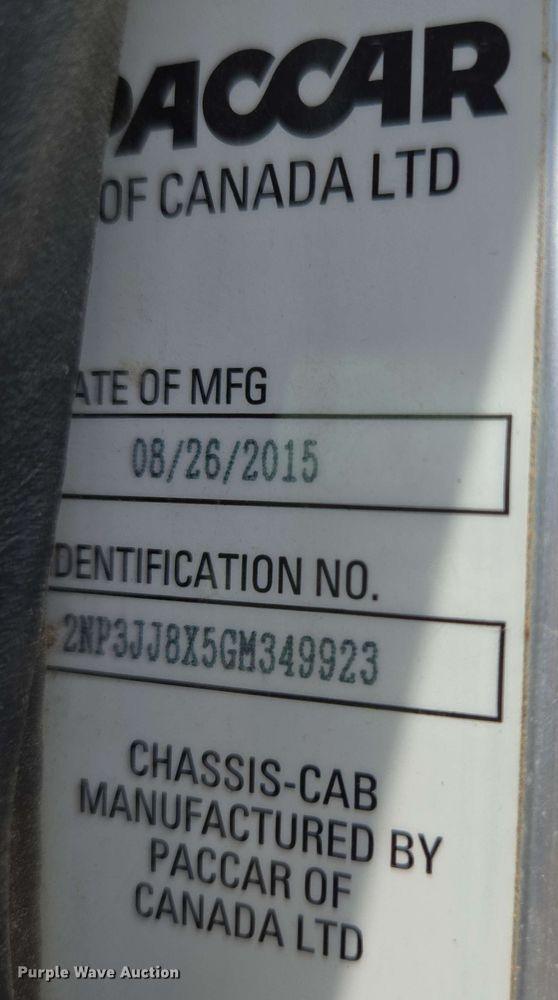 PACCAR
OF CANADA LTD
ATE OF MFG
08/26/2015
DENTIFICATION NO.
2NP3JJ8X5GM349923
CHASSIS-CAB
MANUFACTURED BY
PACCAR OF
CANADA LTD
Purple Wave Auction